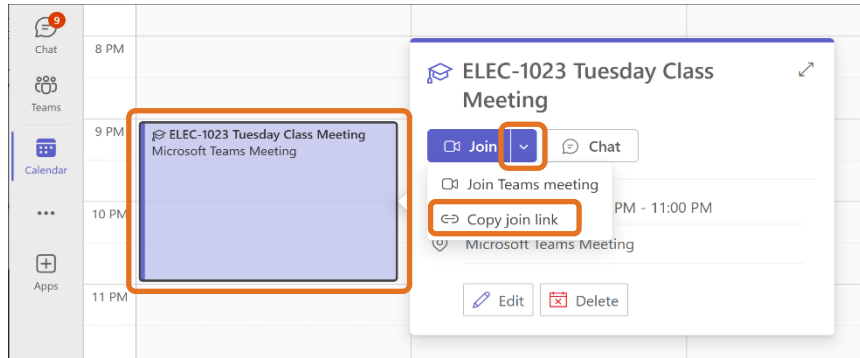 9
Chat
Teams
Calendar
Apps
8 PM
9 PM
10 PM
11 PM
ELEC-1023 Tuesday Class Meeting
Microsoft Teams Meeting
ELEC-1023 Tuesday Class
Meeting
Join
Chat
Join Teams meeting
Copy join link
PM - 11:00 PM
Microsoft Teams Meeting
Edit
Delete